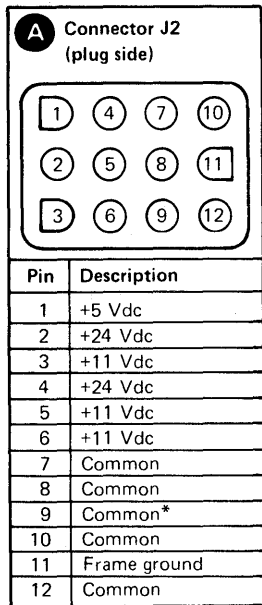 A Connector J2
(plug side)
1 4 7 10
2 5 8 11
3 6 9 12
Pin Description
1 +5 Vdc
2 +24 Vdc
3 +11 Vdc
4 +24 Vdc
5 +11 Vdc
6 +11 Vdc
7 Common
8 Common
9 Common*
10 Common
11 Frame ground
12 Common